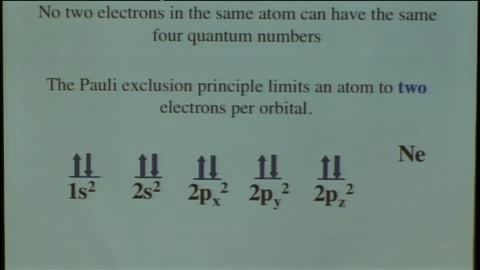 No two electrons in the same atom can have the same
four quantum numbers
The Pauli exclusion principle limits an atom to two
electrons per orbital.
Ne
1s² 2s² 2pₓ² 2pᵧ² 2p_z²